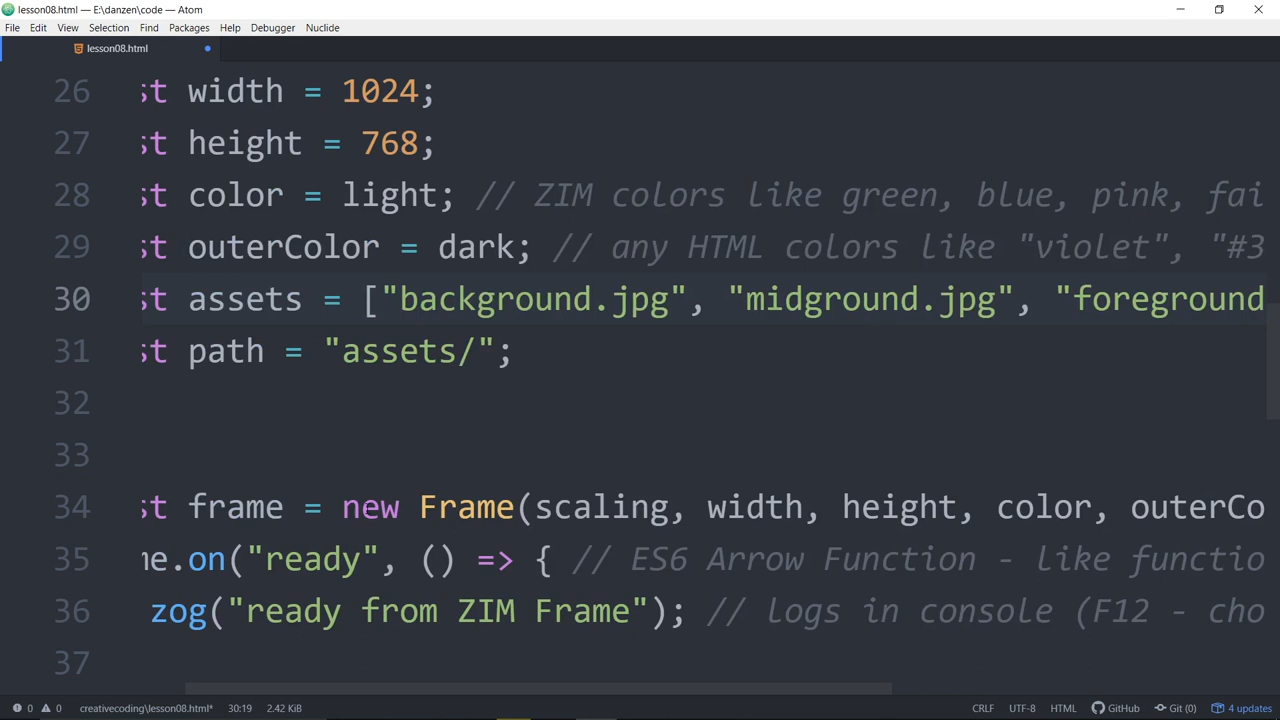 lesson08.html — E:\danzen\code — Atom
File Edit View Selection Find Packages Help Debugger Nuclide
lesson08.html
26 st width = 1024;
27 st height = 768;
28 st color = light; // ZIM colors like green, blue, pink, fai
29 st outerColor = dark; // any HTML colors like "violet", "#3
30 st assets = ["background.jpg", "midground.jpg", "foreground
31 st path = "assets/";
32
33
34 st frame = new Frame(scaling, width, height, color, outerCo
35 me.on("ready", () => { // ES6 Arrow Function - like functio
36 zog("ready from ZIM Frame"); // logs in console (F12 - cho
37
0 0 creativecoding\lesson08.html* 30:19 2.42 KiB CRLF UTF-8 HTML GitHub Git (0) 4 updates